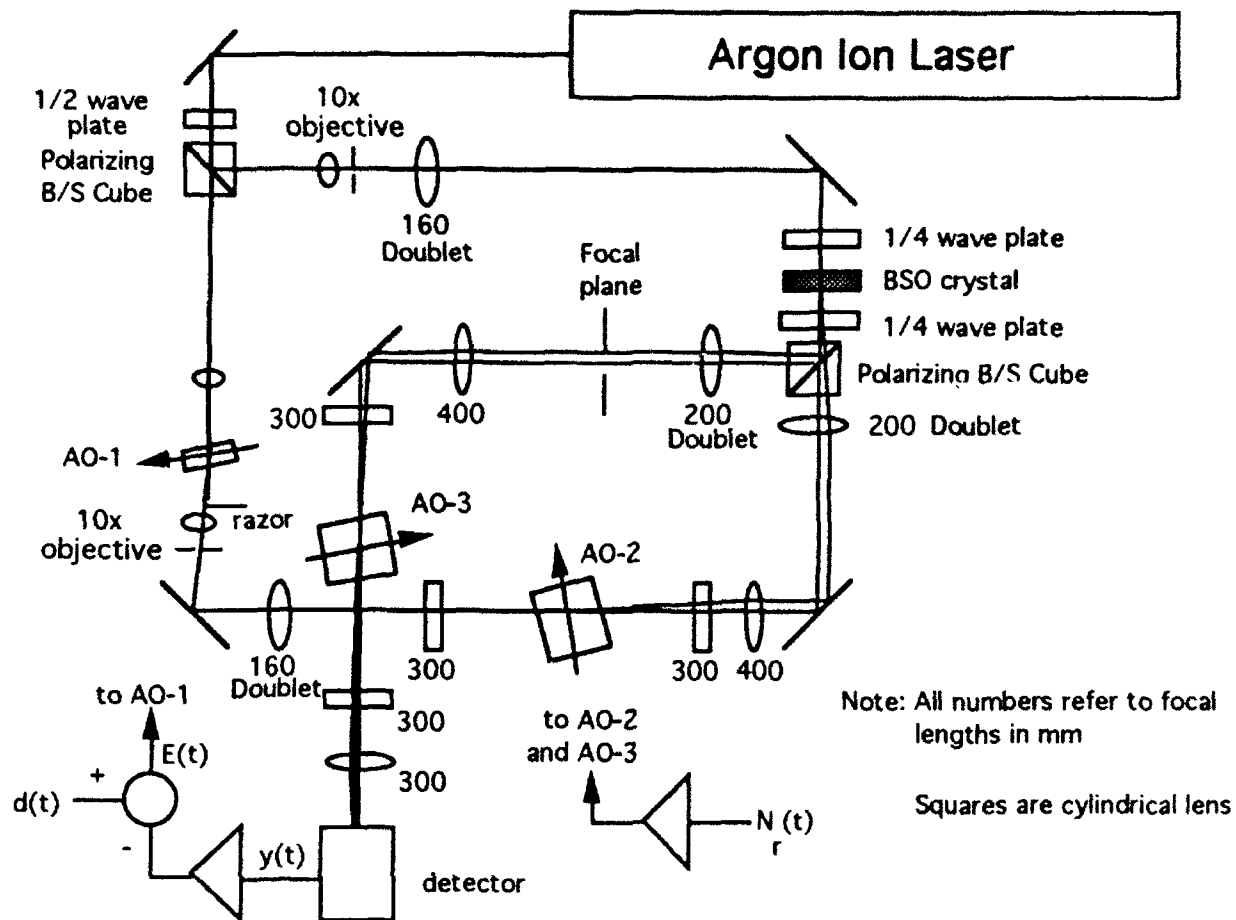 Argon Ion Laser
1/2 wave
plate
Polarizing
B/S Cube
10x
objective
160
Doublet
Focal
plane
1/4 wave plate
BSO crystal
1/4 wave plate
Polarizing B/S Cube
200 Doublet
300
400
200
Doublet
AO-1
razor
10x
objective
AO-3
AO-2
160
Doublet
300
300
400
300
300
to AO-1
E(t)
+
d(t)
-
y(t)
detector
to AO-2
and AO-3
N (t)
r
Note: All numbers refer to focal
lengths in mm
Squares are cylindrical lens